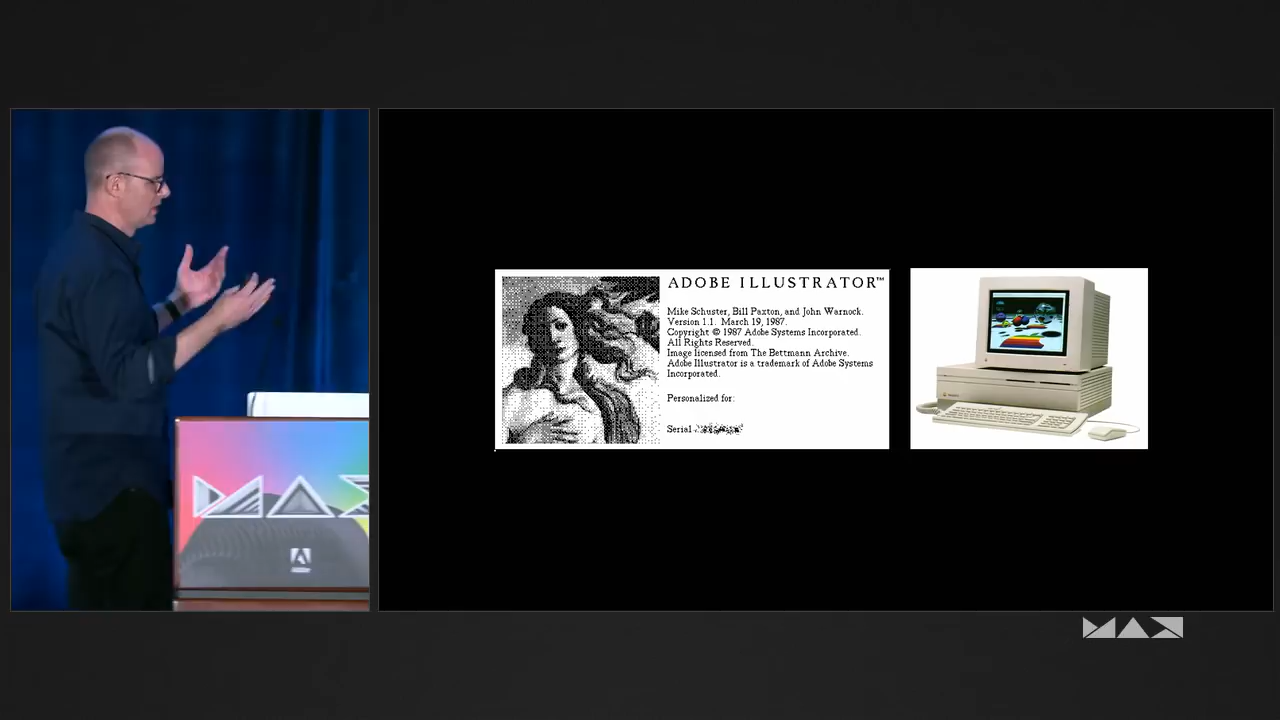 ADOBE ILLUSTRATOR™
Mike Schuster, Bill Paxton, and John Warnock.
Version 1.1. March 19, 1987.
Copyright © 1987 Adobe Systems Incorporated.
All Rights Reserved.
Image licensed from The Bettmann Archive.
Adobe Illustrator is a trademark of Adobe Systems
Incorporated.
Personalized for:
Serial
MAX
MAX